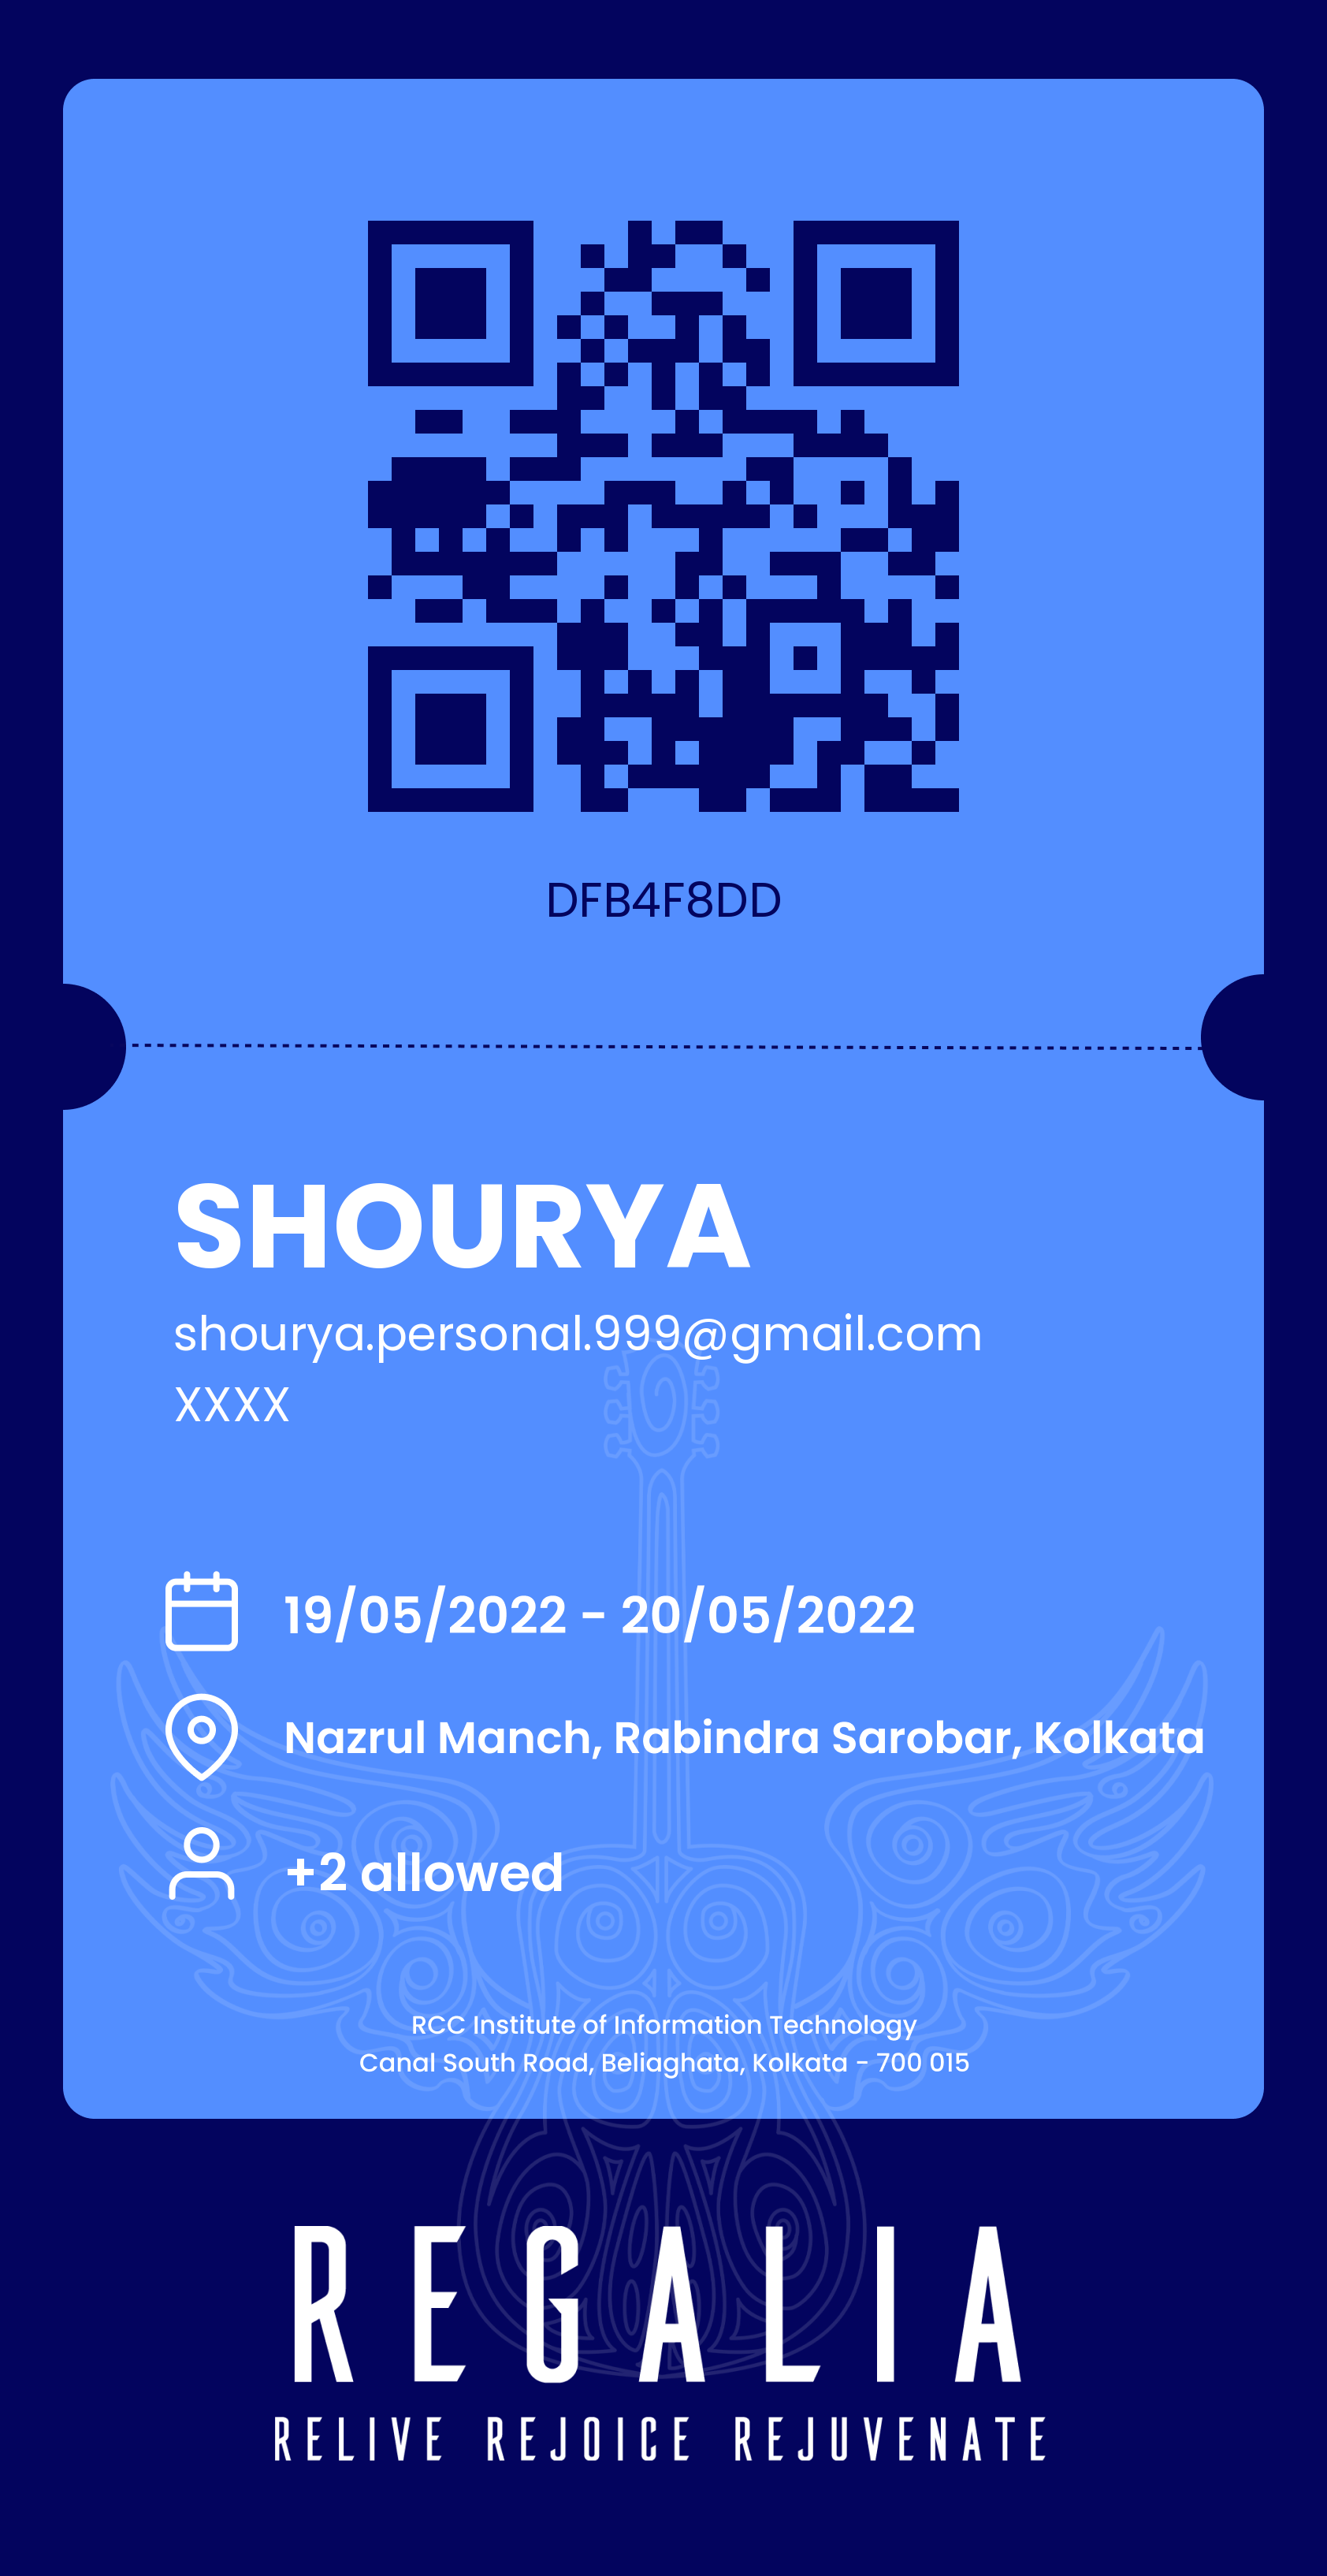 DFB4F8DD
SHOURYA
shourya.personal.999@gmail.com
XXXX
19/05/2022 - 20/05/2022
Nazrul Manch, Rabindra Sarobar, Kolkata
+2 allowed
RCC Institute of Information Technology
Canal South Road, Beliaghata, Kolkata - 700 015
REGALIA
RELIVE REJOICE REJUVENATE